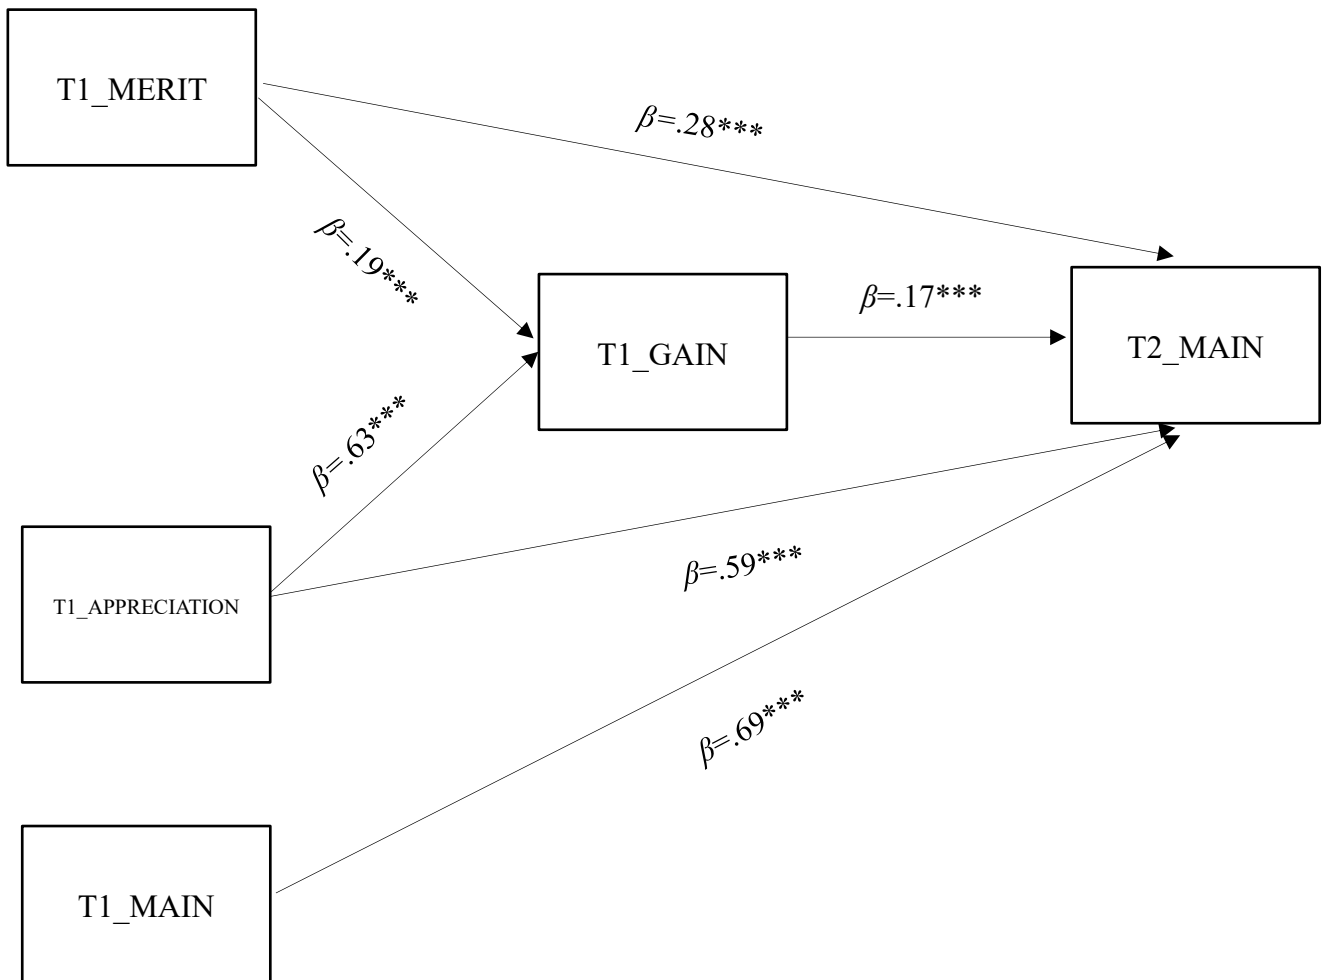 T1_MERIT
β=.28***
β=.19***
β=.17***
T1_GAIN
T2_MAIN
β=.63***
β=.59***
T1_APPRECIATION
β=.69***
T1_MAIN